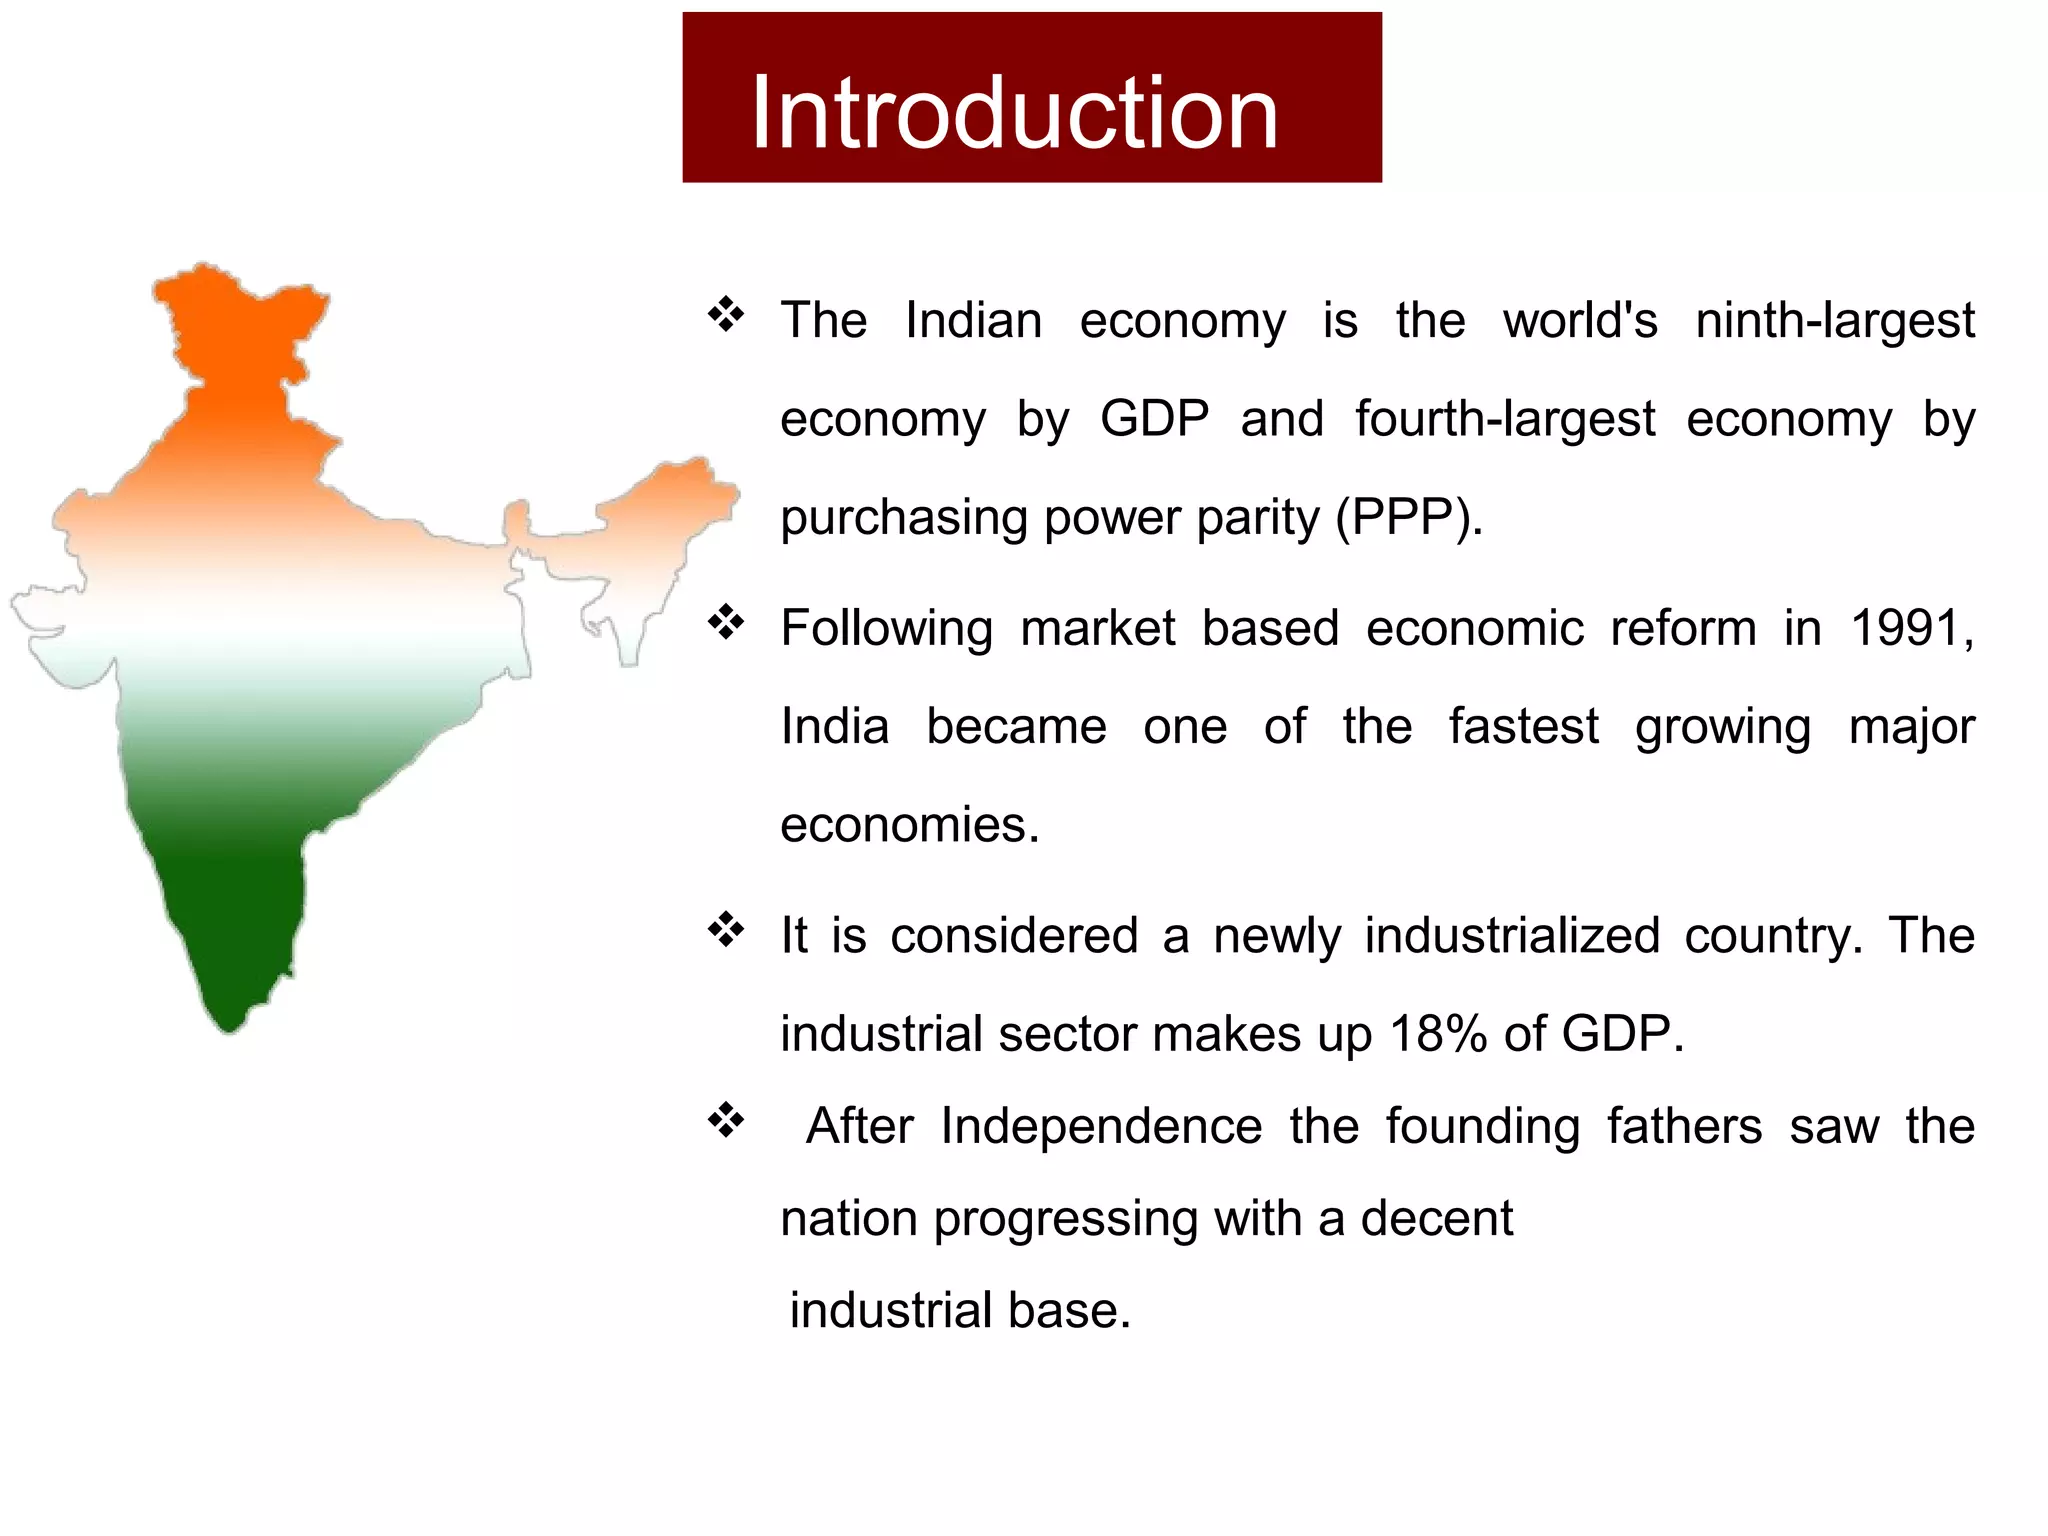 Introduction
❖ The Indian economy is the world's ninth-largest
economy by GDP and fourth-largest economy by
purchasing power parity (PPP).
❖ Following market based economic reform in 1991,
India became one of the fastest growing major
economies.
❖ It is considered a newly industrialized country. The
industrial sector makes up 18% of GDP.
❖ After Independence the founding fathers saw the
nation progressing with a decent
industrial base.